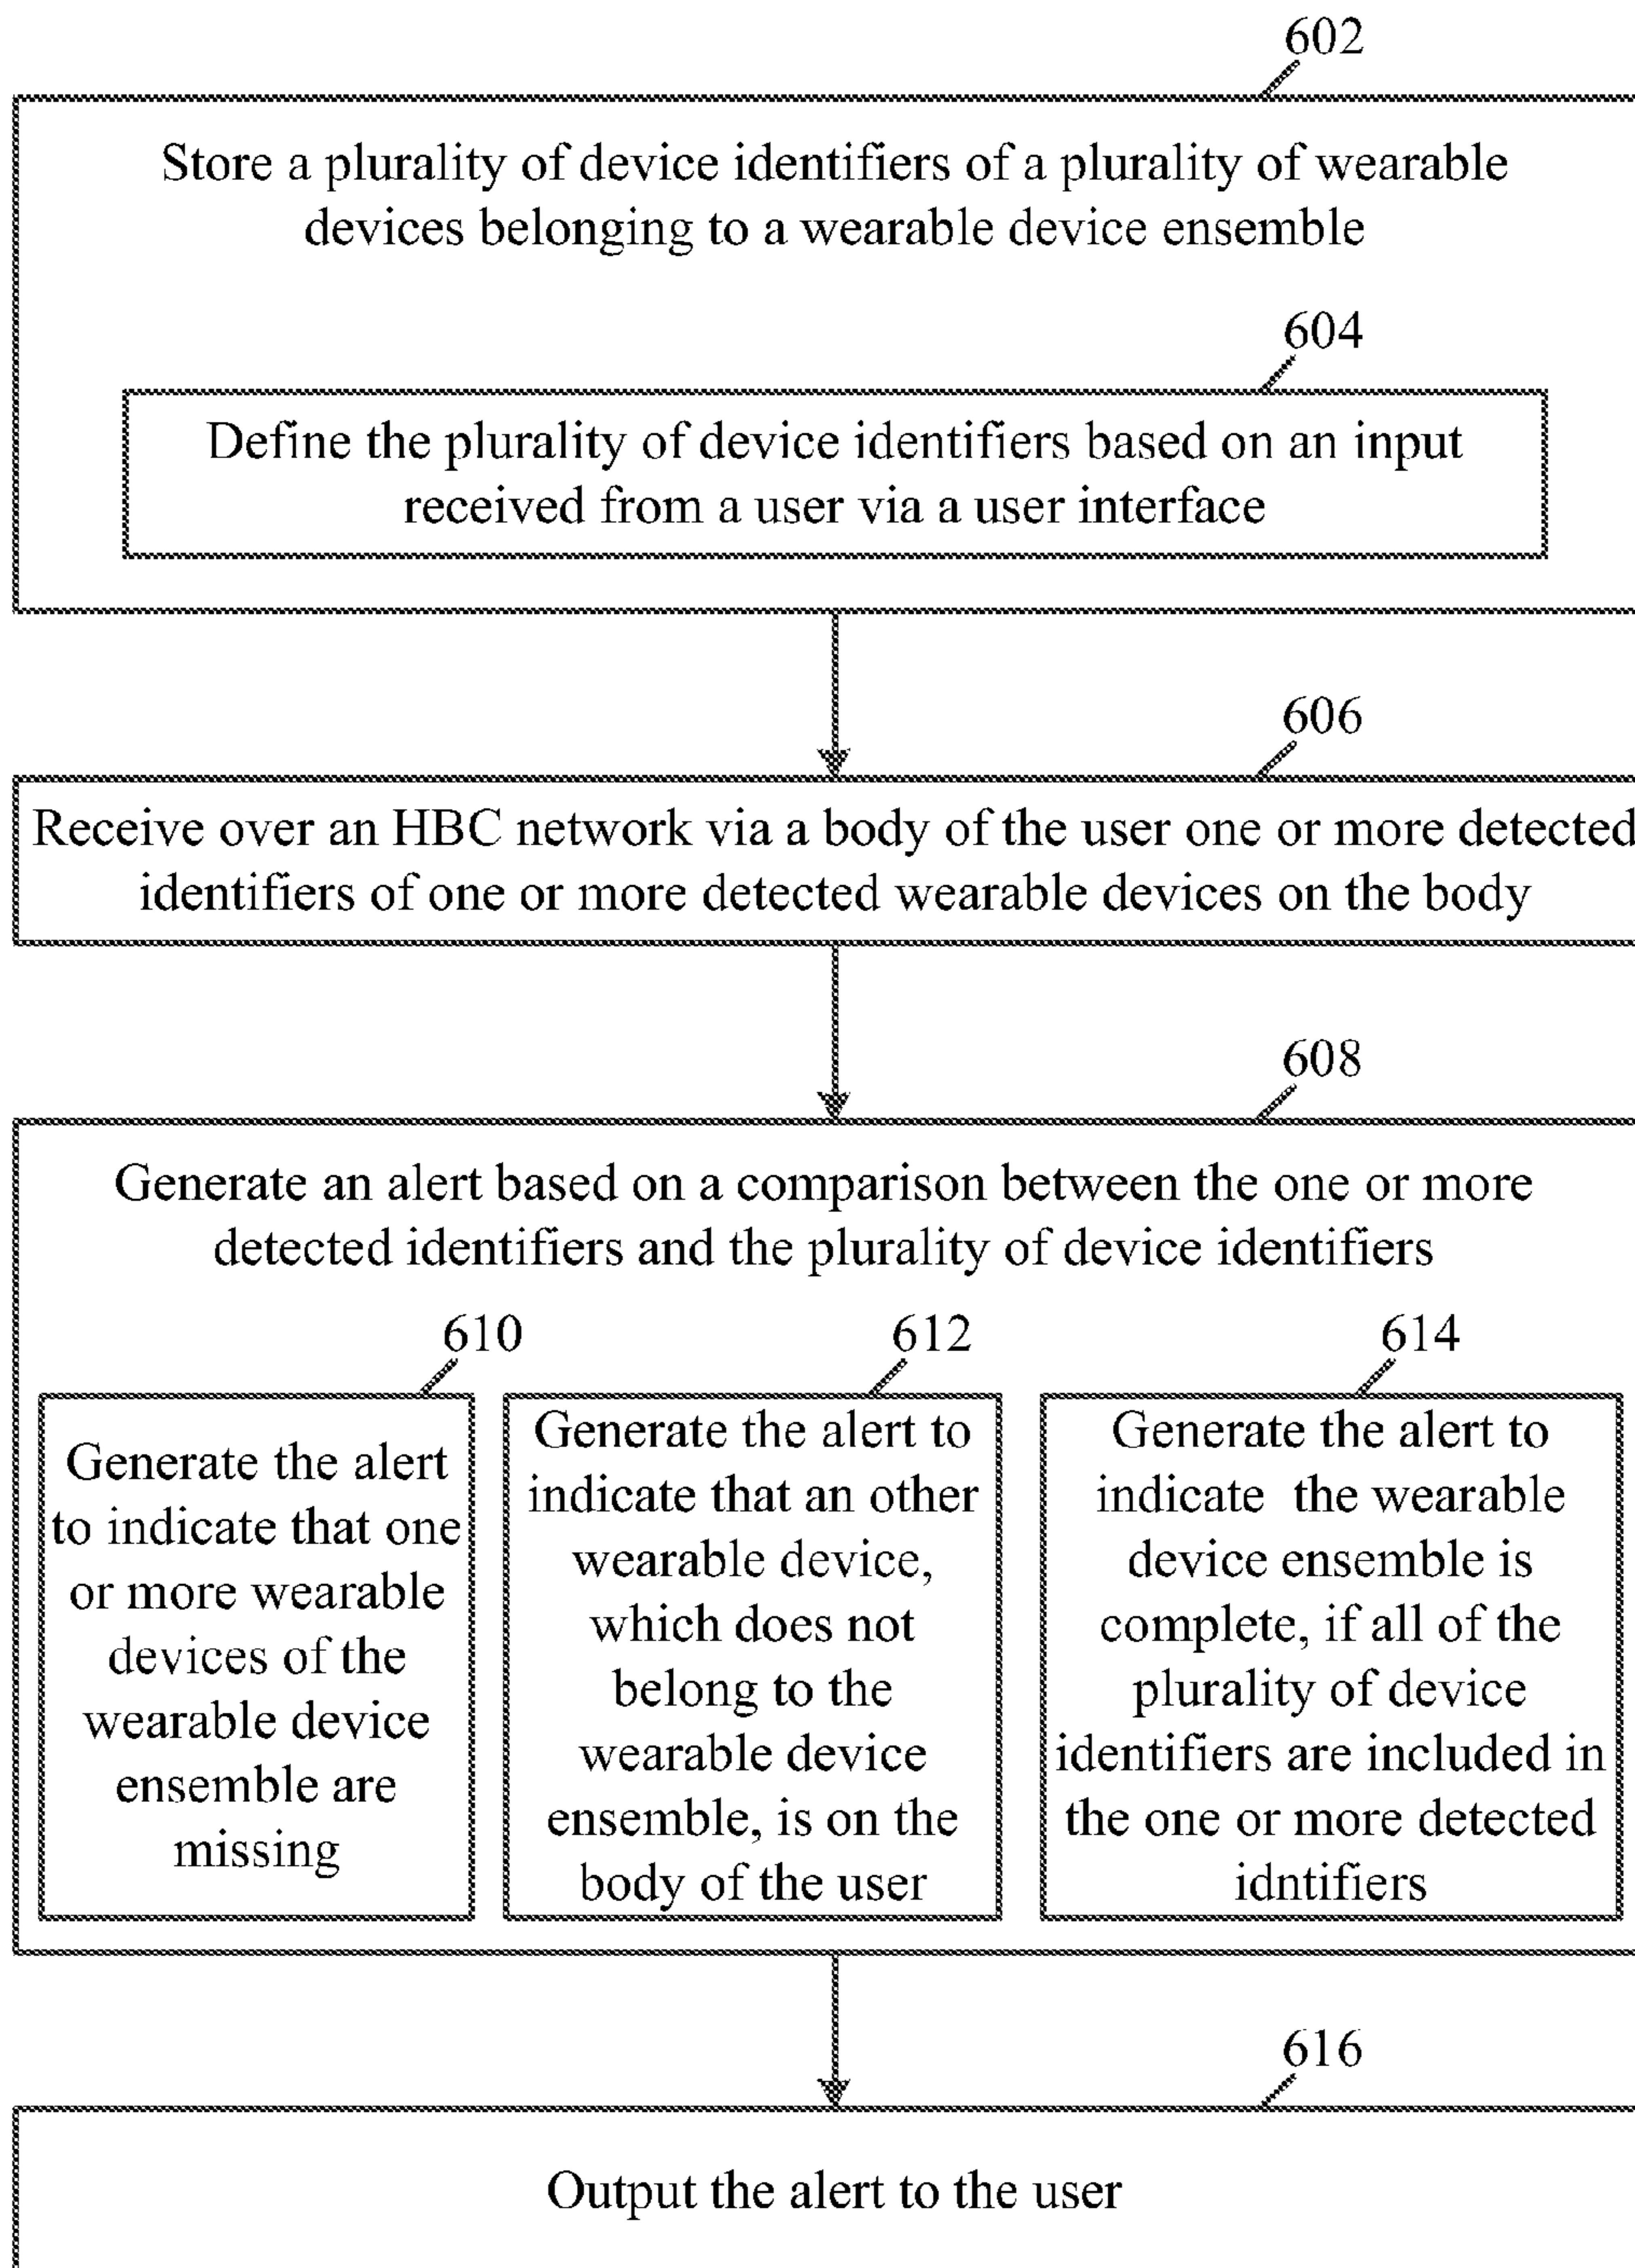 602
Store a plurality of device identifiers of a plurality of wearable
devices belonging to a wearable device ensemble
604
Define the plurality of device identifiers based on an input
received from a user via a user interface
606
Receive over an HBC network via a body of the user one or more detected
identifiers of one or more detected wearable devices on the body
608
Generate an alert based on a comparison between the one or more
detected identifiers and the plurality of device identifiers
610
Generate the alert
to indicate that one
or more wearable
devices of the
wearable device
ensemble are
missing
612
Generate the alert to
indicate that an other
wearable device,
which does not
belong to the
wearable device
ensemble, is on the
body of the user
614
Generate the alert to
indicate the wearable
device ensemble is
complete, if all of the
plurality of device
identifiers are included in
the one or more detected
idntifiers
616
Output the alert to the user